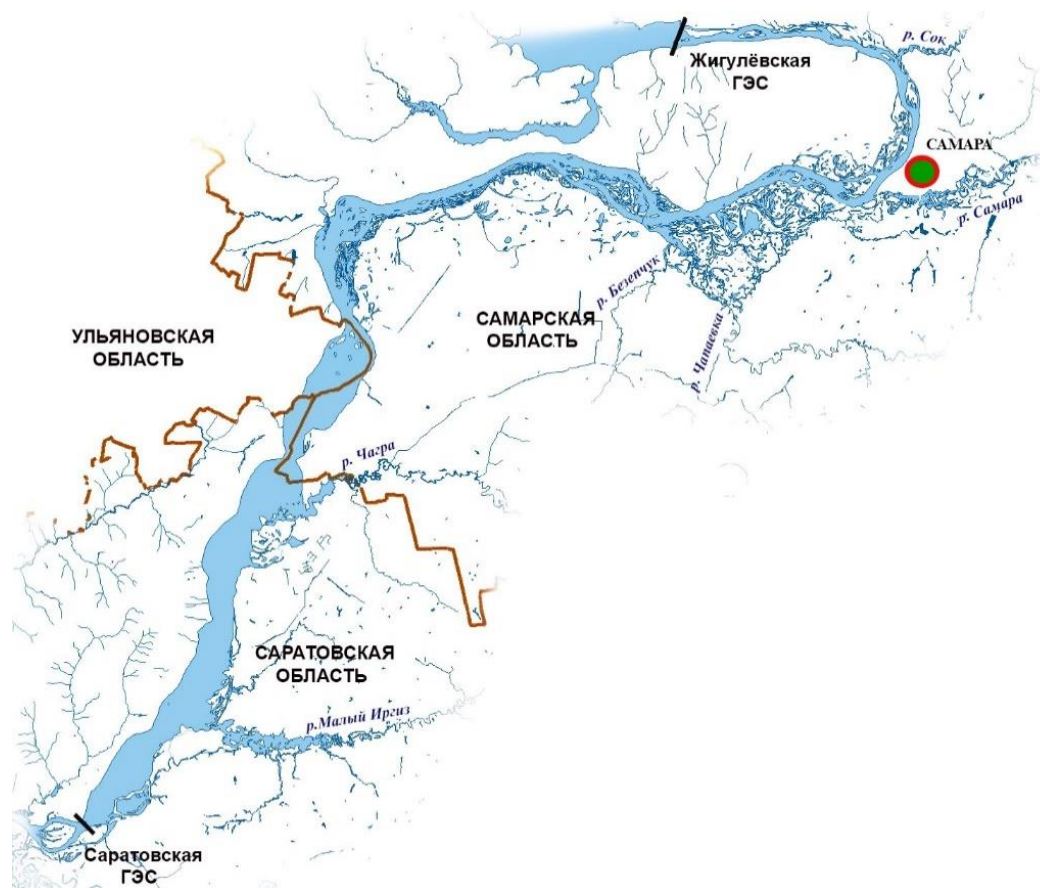 р. Сок
Жигулёвская
ГЭС
САМАРА
р. Самара
р. Безенчук
САМАРСКАЯ
ОБЛАСТЬ
УЛЬЯНОВСКАЯ
ОБЛАСТЬ
р. Чапаевка
р. Чагра
САРАТОВСКАЯ
ОБЛАСТЬ
р.Малый Иргиз
Саратовская
ГЭС